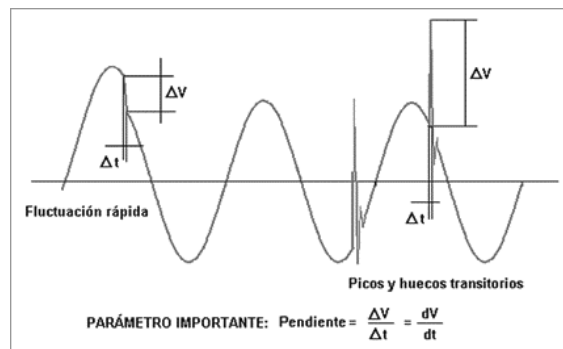 ΔV
ΔV
Δt
Δt
Fluctuación rápida
Picos y huecos transitorios
PARÁMETRO IMPORTANTE: Pendiente = ΔV/Δt = dV/dt